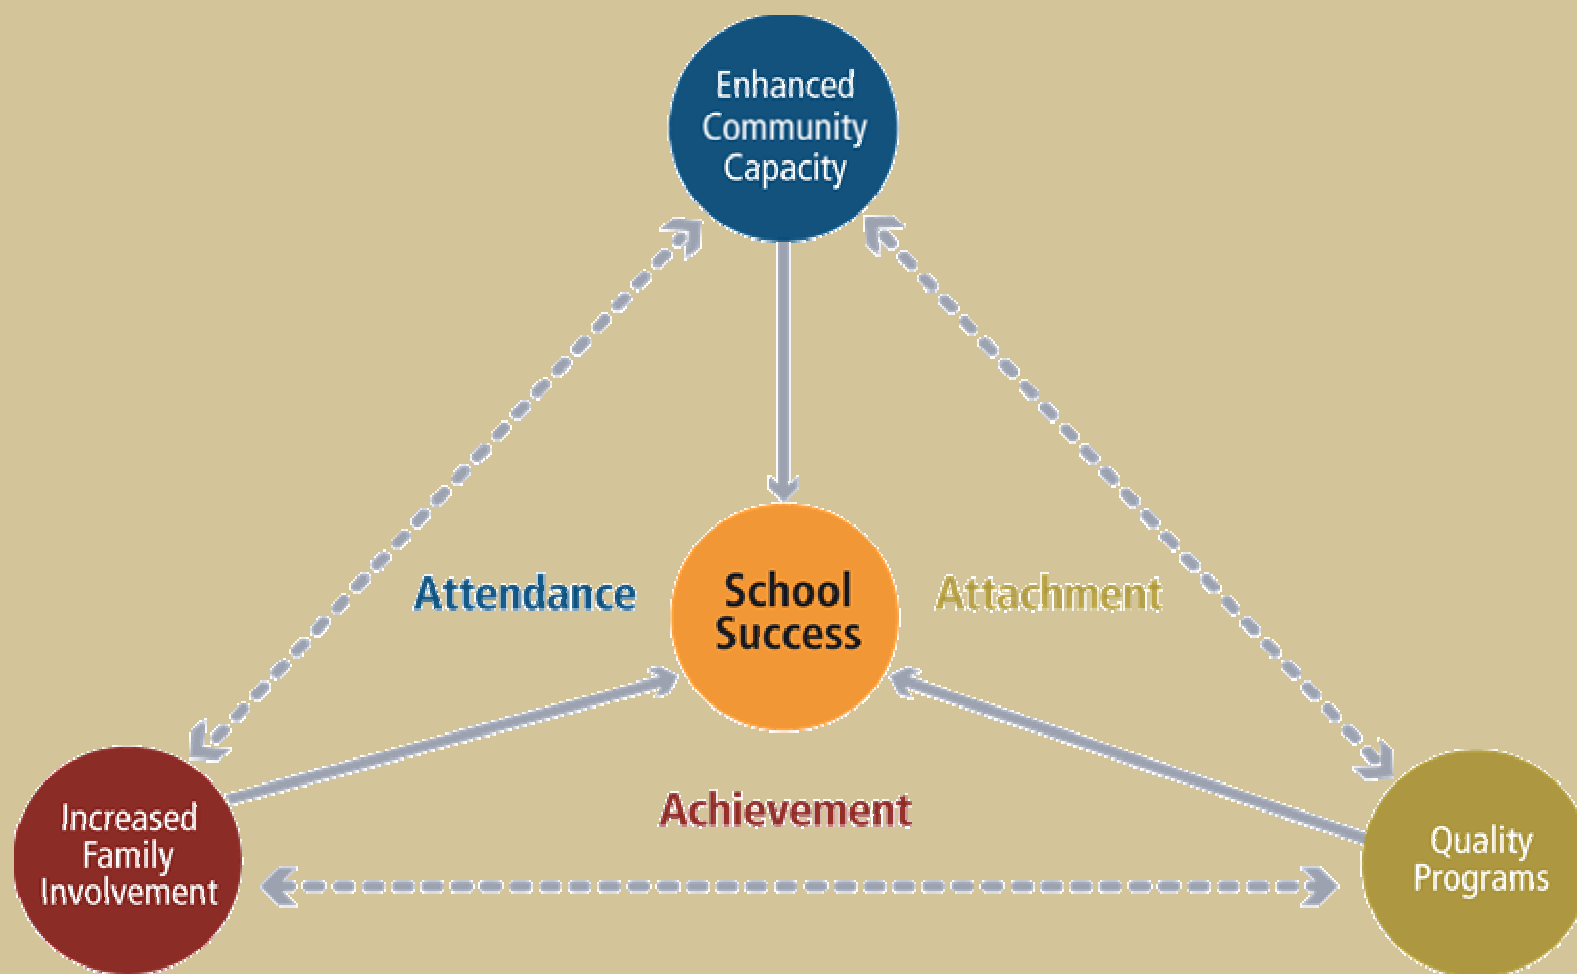 Enhanced
Community
Capacity
Attendance
School
Success
Attachment
Achievement
Increased
Family
Involvement
Quality
Programs